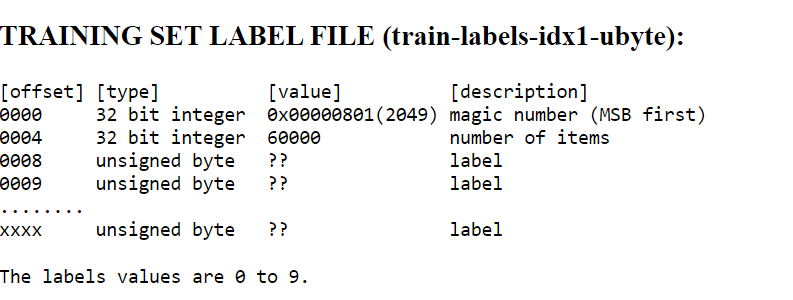 TRAINING SET LABEL FILE (train-labels-idx1-ubyte):
[offset] [type]          [value]          [description]
0000     32 bit integer  0x00000801(2049) magic number (MSB first)
0004     32 bit integer  60000            number of items
0008     unsigned byte   ??               label
0009     unsigned byte   ??               label
........
xxxx     unsigned byte   ??               label
The labels values are 0 to 9.